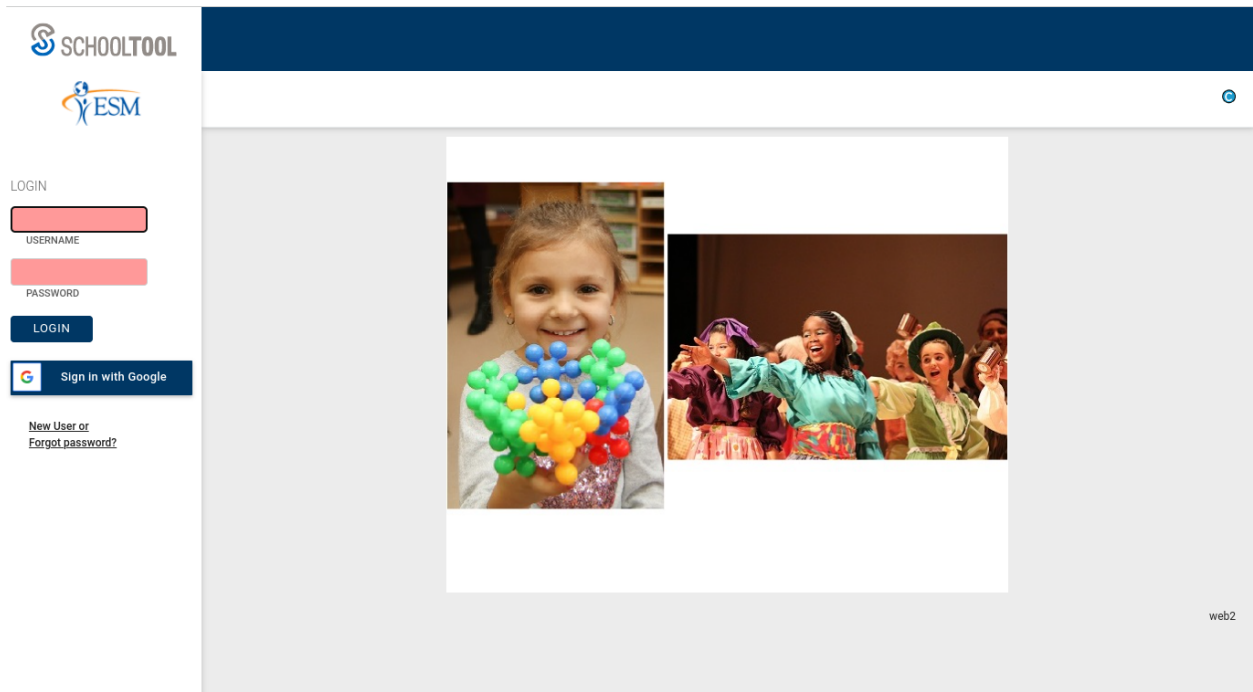 SCHOOLTOOL
ESM
LOGIN
USERNAME
PASSWORD
LOGIN
G Sign in with Google
New User or
Forgot password?
C
web2